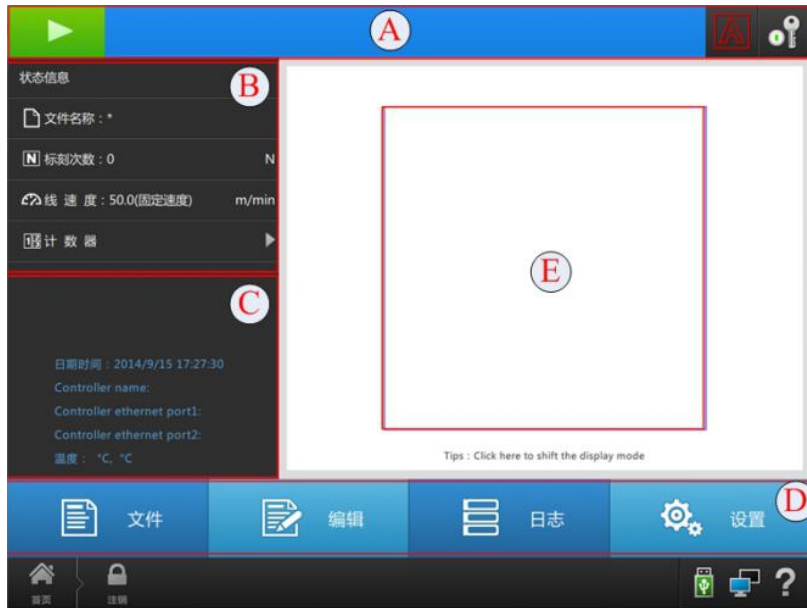 A
A
状态信息
B
文件名称 : *
N 标刻次数 : 0 N
线 速 度 : 50.0(固定速度) m/min
计 数 器
C
日期时间 : 2014/9/15 17:27:30
Controller name:
Controller ethernet port1:
Controller ethernet port2:
温度 : °C, °C
E
Tips : Click here to shift the display mode
D
文件 编辑 日志 设置
首页 注销 ?